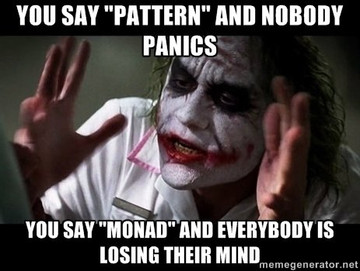 YOU SAY "PATTERN" AND NOBODY
PANICS
YOU SAY "MONAD" AND EVERYBODY IS
LOSING THEIR MIND
memegenerator.net